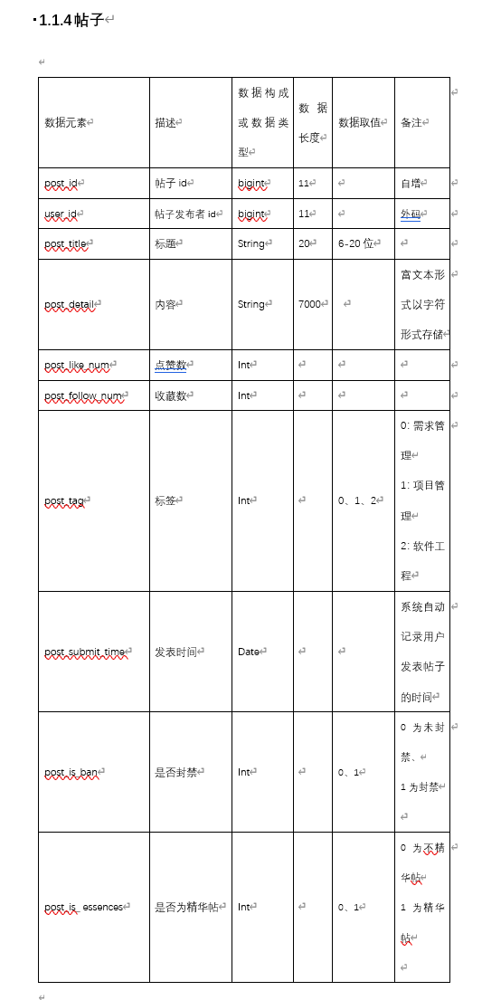 1.1.4 帖子
数据元素 描述 数据构成或数据类型 数据长度 数据取值 备注
post_id 帖子 id bigint 11 自增
user_id 帖子发布者 id bigint 11 外码
post_title 标题 String 20 6-20 位
post_detail 内容 String 7000 富文本形式以字符形式存储
post_like_num 点赞数 Int
post_follow_num 收藏数 Int
post_tag 标签 Int 0、1、2 0: 需求管理
1: 项目管理
2: 软件工程
post_submit_time 发表时间 Date 系统自动记录用户发表帖子的时间
post_is_ban 是否封禁 Int 0、1 0 为未封禁、
1 为封禁
post_is_ essences 是否为精华帖 Int 0、1 0 为不精华帖
1 为精华帖